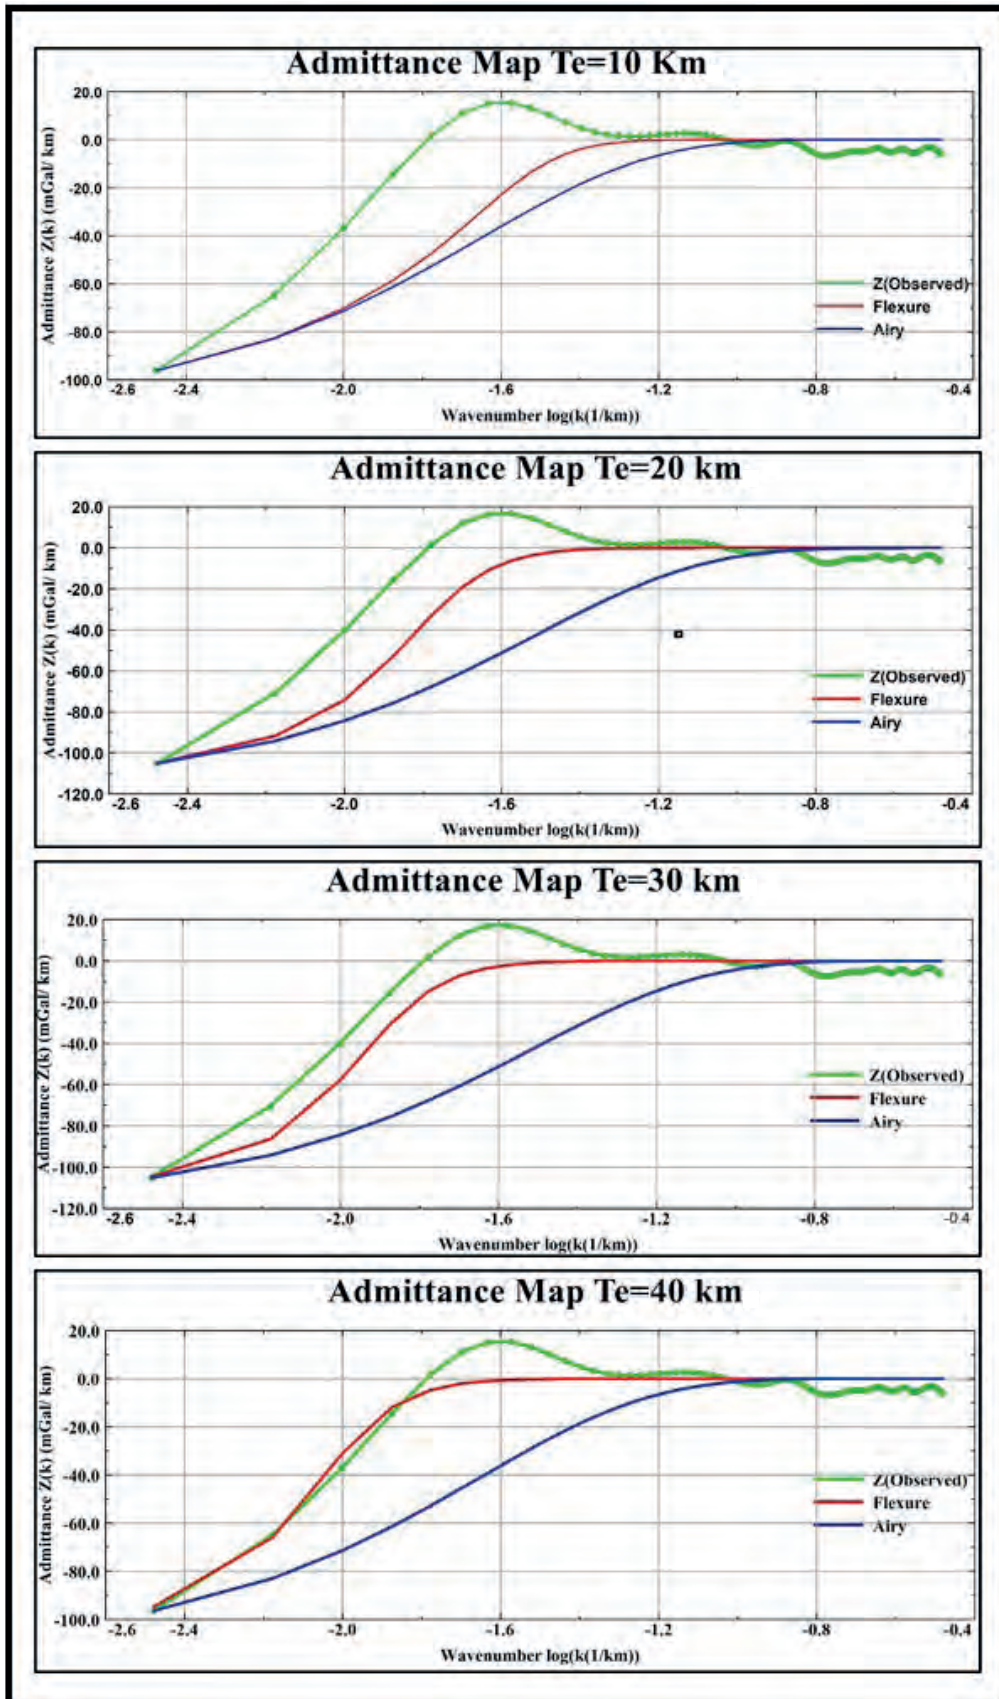 Admittance Map Te=10 Km
Admittance Z(k) (mGal/ km)
20.0
0.0
-20.0
-40.0
-60.0
-80.0
-100.0
-2.6 -2.4 -2.0 -1.6 -1.2 -0.8 -0.4
Wavenumber log(k(1/km))
Z(Observed)
Flexure
Airy
Admittance Map Te=20 km
Admittance Z(k) (mGal/ km)
20.0
0.0
-20.0
-40.0
-60.0
-80.0
-100.0
-120.0
-2.6 -2.4 -2.0 -1.6 -1.2 -0.8 -0.4
Wavenumber log(k(1/km))
Z(Observed)
Flexure
Airy
Admittance Map Te=30 km
Admittance Z(k) (mGal/ km)
20.0
0.0
-20.0
-40.0
-60.0
-80.0
-100.0
-120.0
-2.6 -2.4 -2.0 -1.6 -1.2 -0.8 -0.4
Wavenumber log(k(1/km))
Z(Observed)
Flexure
Airy
Admittance Map Te=40 km
Admittance Z(k) (mGal/ km)
20.0
0.0
-20.0
-40.0
-60.0
-80.0
-100.0
-2.6 -2.4 -2.0 -1.6 -1.2 -0.8 -0.4
Wavenumber log(k(1/km))
Z(Observed)
Flexure
Airy